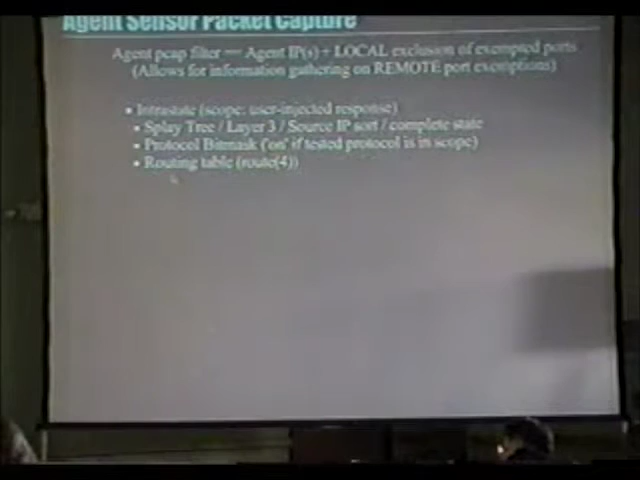 Agent Sensor Packet Capture
Agent pcap filter — Agent IP(s) + LOCAL exclusion of exempted ports
(Allows for information gathering on REMOTE port exemptions)
• Intrastate (scope: user-injected response)
• Splay Tree / Layer 3 / Source IP sort / complete state
• Protocol Bitmask ('on' if tested protocol is in scope)
• Routing table (route(4))